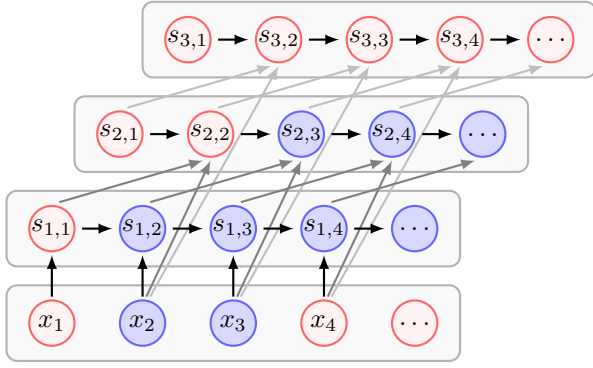 s3,1 s3,2 s3,3 s3,4 ...
s2,1 s2,2 s2,3 s2,4 ...
s1,1 s1,2 s1,3 s1,4 ...
x1 x2 x3 x4 ...